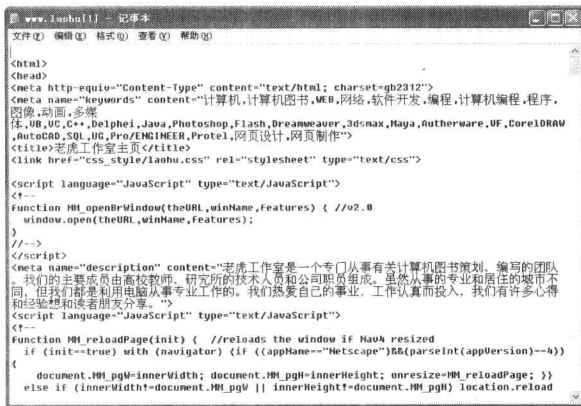 www.laohu[1] - 记事本
文件(F) 编辑(E) 格式(O) 查看(V) 帮助(H)
<html>
<head>
<meta http-equiv="Content-Type" content="text/html; charset=gb2312">
<meta name="keywords" content="计算机,计算机图书,WEB,网络,软件开发,编程,计算机编程,程序,
图像,动画,多媒
体,VB,VC,C++,Delphei,Java,Photoshop,Flash,Dreamweaver,3dsmax,Maya,Autherware,VF,CorelDRAW
,AutoCAD,SQL,UG,Pro/ENGINEER,Protel,网页设计,网页制作">
<title>老虎工作室主页</title>
<link href="css_style/laohu.css" rel="stylesheet" type="text/css">
<script language="JavaScript" type="text/JavaScript">
<!--
function MM_openBrWindow(theURL,winName,features) { //v2.0
window.open(theURL,winName,features);
}
//-->
</script>
<meta name="description" content="老虎工作室是一个专门从事有关计算机图书策划、编写的团队
。我们的主要成员由高校教师、研究所的技术人员和公司职员组成。虽然从事的专业和居住的城市不
同，但我们都是利用电脑从事专业工作的。我们热爱自己的事业，工作认真而投入，我们有许多心得
和经验想和读者朋友分享。">
<script language="JavaScript" type="text/JavaScript">
<!--
function MM_reloadPage(init) { //reloads the window if Nav4 resized
if (init==true) with (navigator) {if ((appName=="Netscape")&&(parseInt(appVersion)==4))
{
document.MM_pgW=innerWidth; document.MM_pgH=innerHeight; onresize=MM_reloadPage; }}
else if (innerWidth!=document.MM_pgW || innerHeight!=document.MM_pgH) location.reload